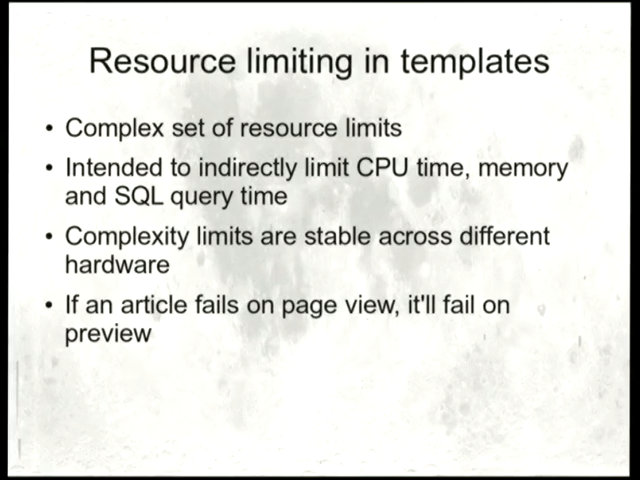 Resource limiting in templates
• Complex set of resource limits
• Intended to indirectly limit CPU time, memory
and SQL query time
• Complexity limits are stable across different
hardware
• If an article fails on page view, it'll fail on
preview